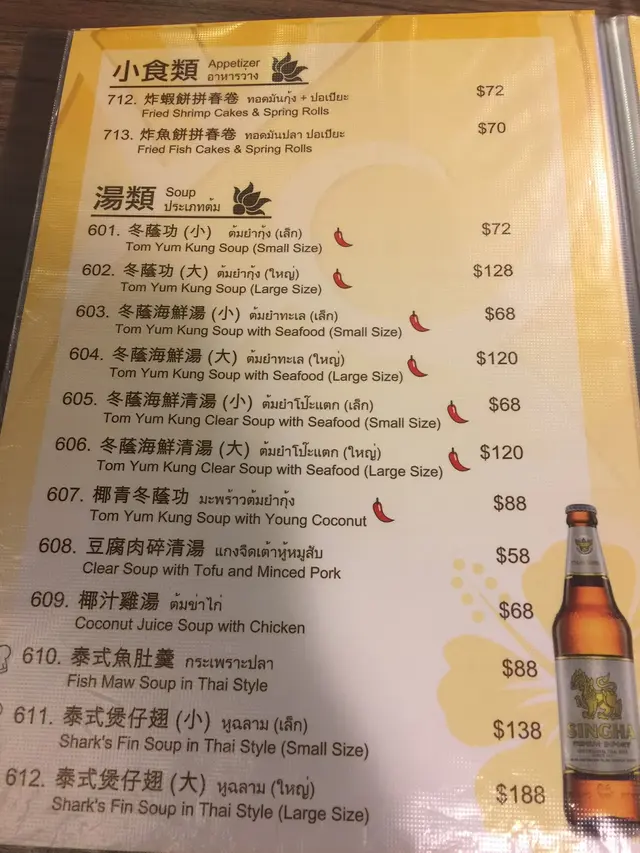 小食類 Appetizer
อาหารว่าง
712. 炸蝦餅拼春卷 ทอดมันกุ้ง + ปอเปี๊ยะ $72
Fried Shrimp Cakes & Spring Rolls
713. 炸魚餅拼春卷 ทอดมันปลา ปอเปี๊ยะ $70
Fried Fish Cakes & Spring Rolls
湯類 Soup
ประเภทต้ม
601. 冬蔭功 (小) ต้มยำกุ้ง (เล็ก) $72
Tom Yum Kung Soup (Small Size)
602. 冬蔭功 (大) ต้มยำกุ้ง (ใหญ่) $128
Tom Yum Kung Soup (Large Size)
603. 冬蔭海鮮湯 (小) ต้มยำทะเล (เล็ก) $68
Tom Yum Kung Soup with Seafood (Small Size)
604. 冬蔭海鮮湯 (大) ต้มยำทะเล (ใหญ่) $120
Tom Yum Kung Soup with Seafood (Large Size)
605. 冬蔭海鮮清湯 (小) ต้มยำโป๊ะแตก (เล็ก) $68
Tom Yum Kung Clear Soup with Seafood (Small Size)
606. 冬蔭海鮮清湯 (大) ต้มยำโป๊ะแตก (ใหญ่) $120
Tom Yum Kung Clear Soup with Seafood (Large Size)
607. 椰青冬蔭功 มะพร้าวต้มยำกุ้ง $88
Tom Yum Kung Soup with Young Coconut
608. 豆腐肉碎清湯 แกงจืดเต้าหู้หมูสับ $58
Clear Soup with Tofu and Minced Pork
609. 椰汁雞湯 ต้มข่าไก่ $68
Coconut Juice Soup with Chicken
610. 泰式魚肚羹 กระเพราะปลา $88
Fish Maw Soup in Thai Style
611. 泰式煲仔翅 (小) หูฉลาม (เล็ก) $138
Shark's Fin Soup in Thai Style (Small Size)
612. 泰式煲仔翅 (大) หูฉลาม (ใหญ่) $188
Shark's Fin Soup in Thai Style (Large Size)
SINGHA